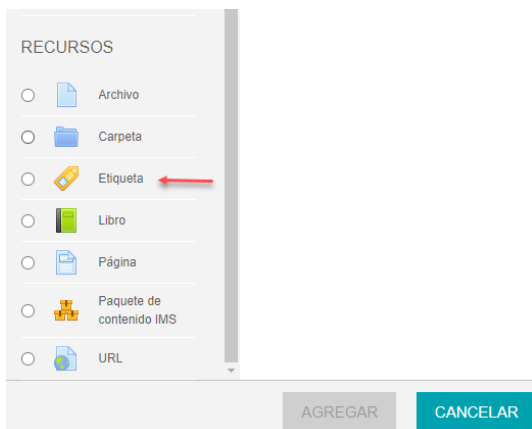 RECURSOS
Archivo
Carpeta
Etiqueta
Libro
Página
Paquete de
contenido IMS
URL
AGREGAR
CANCELAR